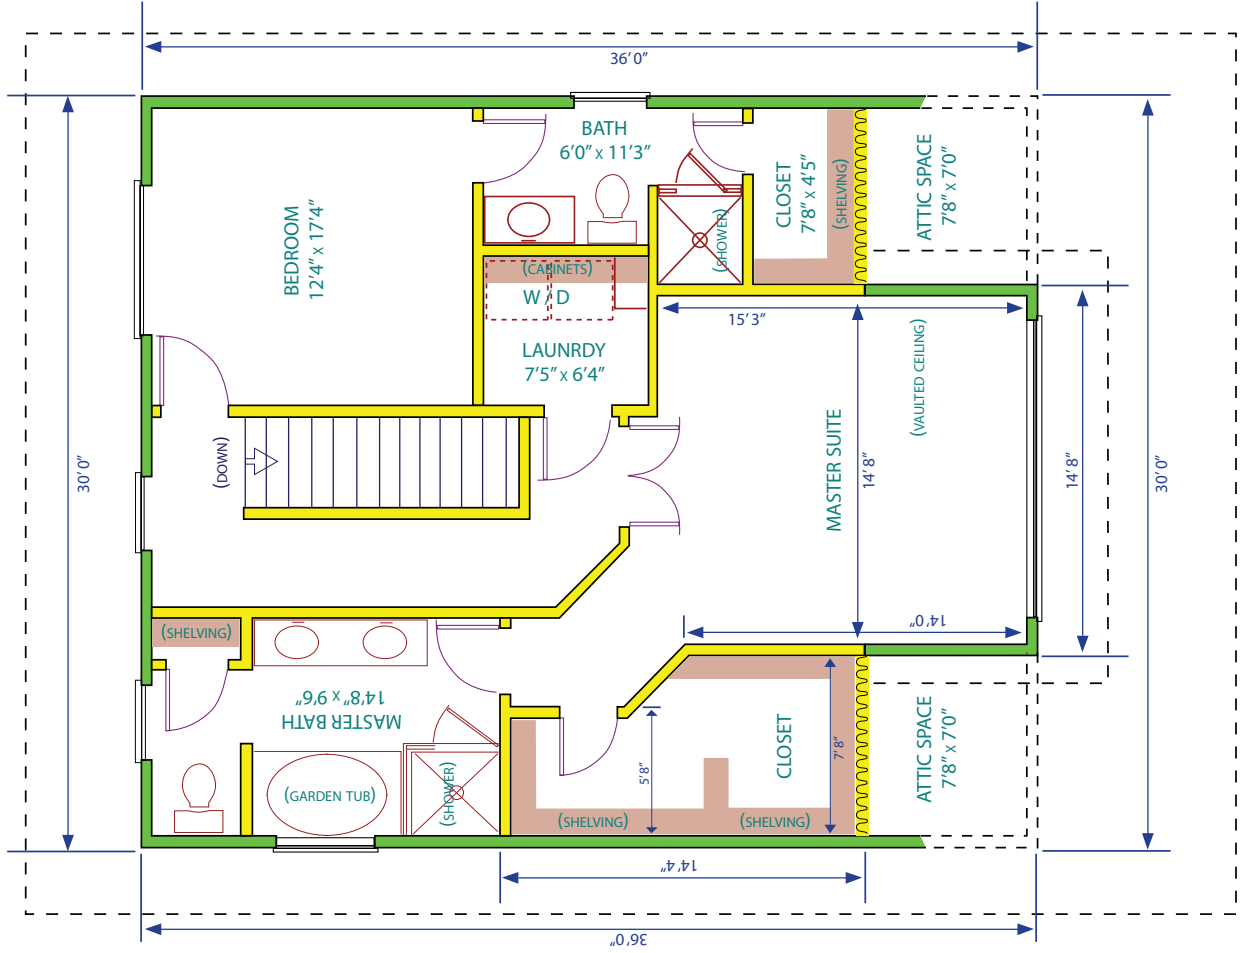 36' 0"
BATH
6'0" x 11'3"
CLOSET
7'8" x 4'5"
(SHELVING)
ATTIC SPACE
7'8" x 7'0"
BEDROOM
12'4" x 17'4"
(SHOWER)
(CABINETS)
W / D
LAUNRDY
7'5" x 6'4"
15'3"
(VAULTED CEILING)
MASTER SUITE
14' 8"
14' 8"
30' 0"
30' 0"
(DOWN)
14'0"
(SHELVING)
MASTER BATH
14'8" x 9'6"
(GARDEN TUB)
(SHOWER)
5' 8"
CLOSET
7' 8"
(SHELVING)
(SHELVING)
ATTIC SPACE
7'8" x 7'0"
14'4"
36'0"